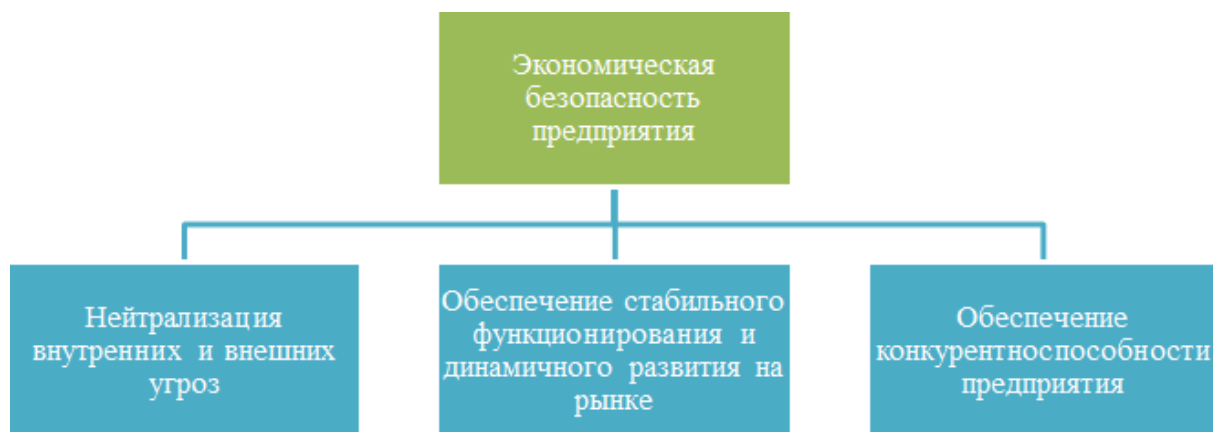 Экономическая
безопасность
предприятия
Нейтрализация
внутренних и внешних
угроз
Обеспечение стабильного
функционирования и
динамичного развития на
рынке
Обеспечение
конкурентноспособности
предприятия